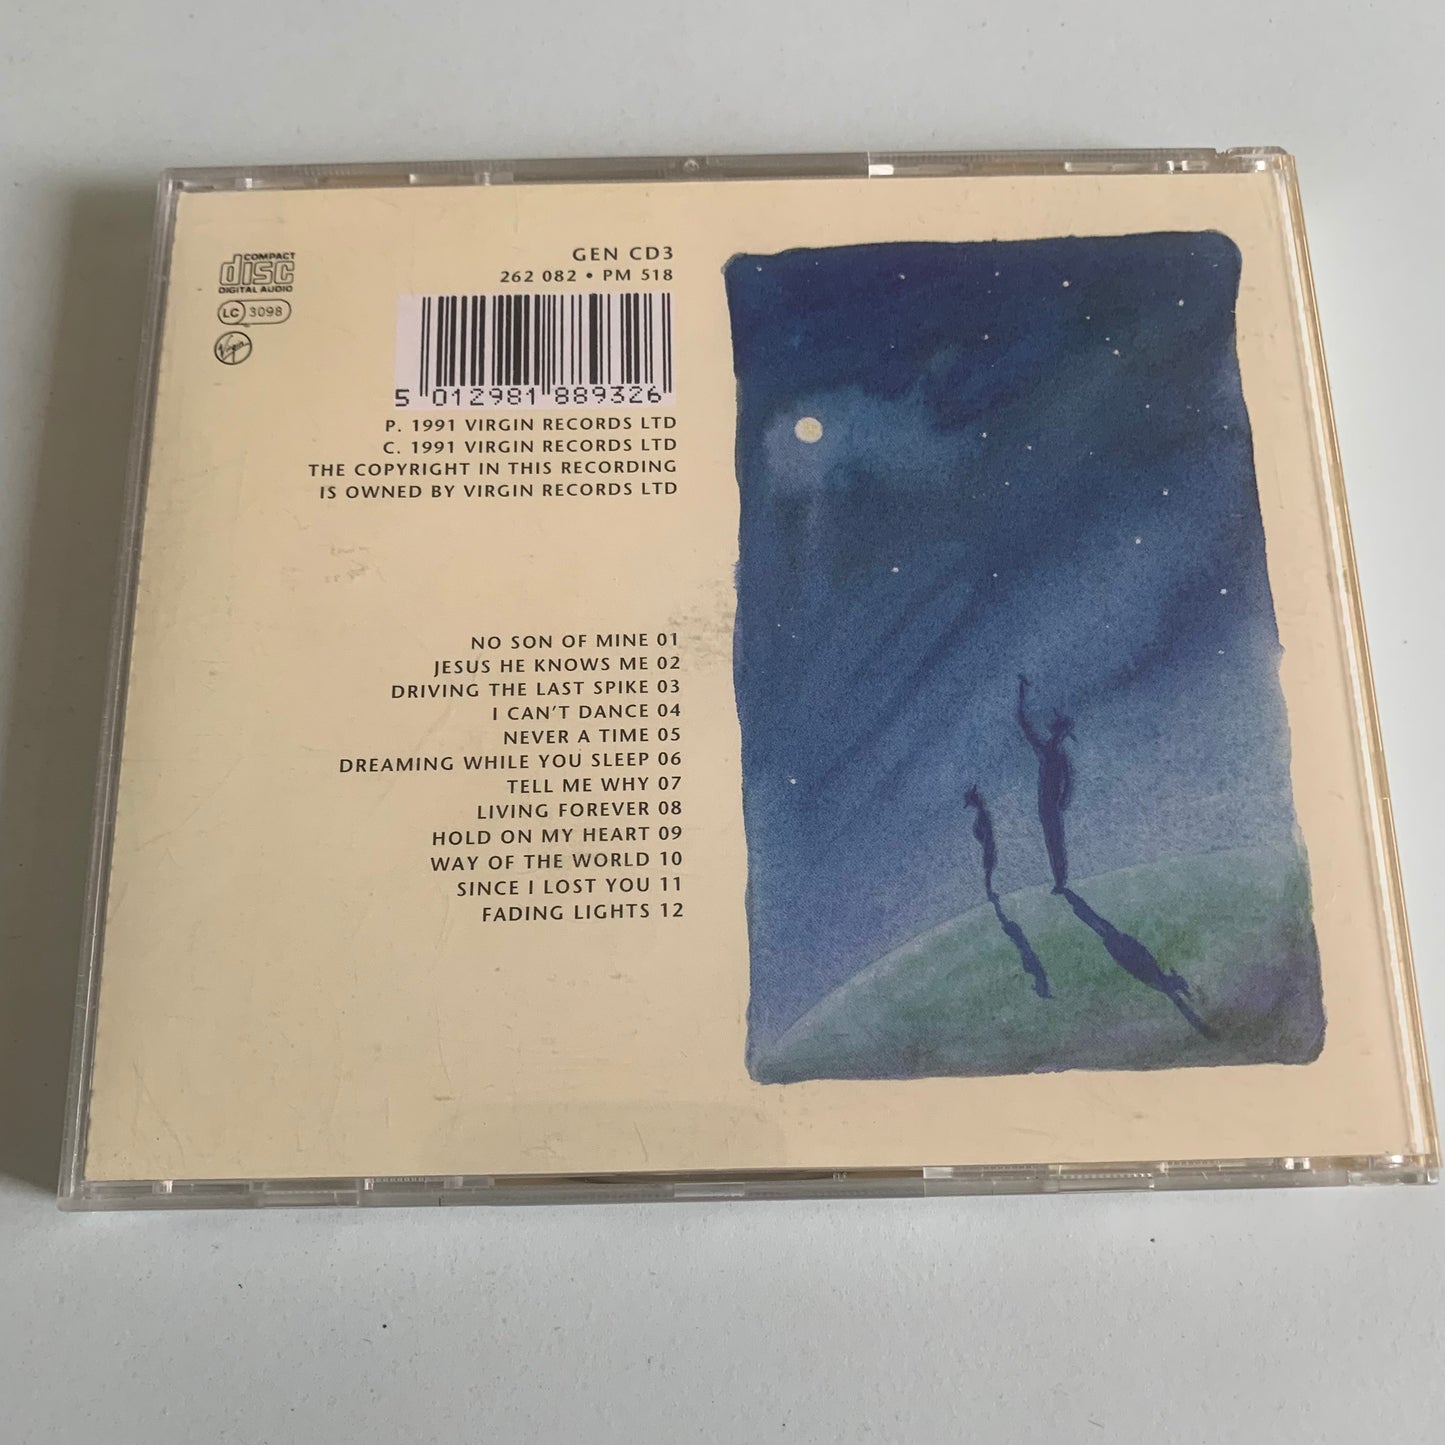 COMPACT
disc
DIGITAL AUDIO
LC 3098
Virgin
GEN CD3
262 082 • PM 518
5 012981 889326
P. 1991 VIRGIN RECORDS LTD
C. 1991 VIRGIN RECORDS LTD
THE COPYRIGHT IN THIS RECORDING
IS OWNED BY VIRGIN RECORDS LTD
NO SON OF MINE 01
JESUS HE KNOWS ME 02
DRIVING THE LAST SPIKE 03
I CAN'T DANCE 04
NEVER A TIME 05
DREAMING WHILE YOU SLEEP 06
TELL ME WHY 07
LIVING FOREVER 08
HOLD ON MY HEART 09
WAY OF THE WORLD 10
SINCE I LOST YOU 11
FADING LIGHTS 12